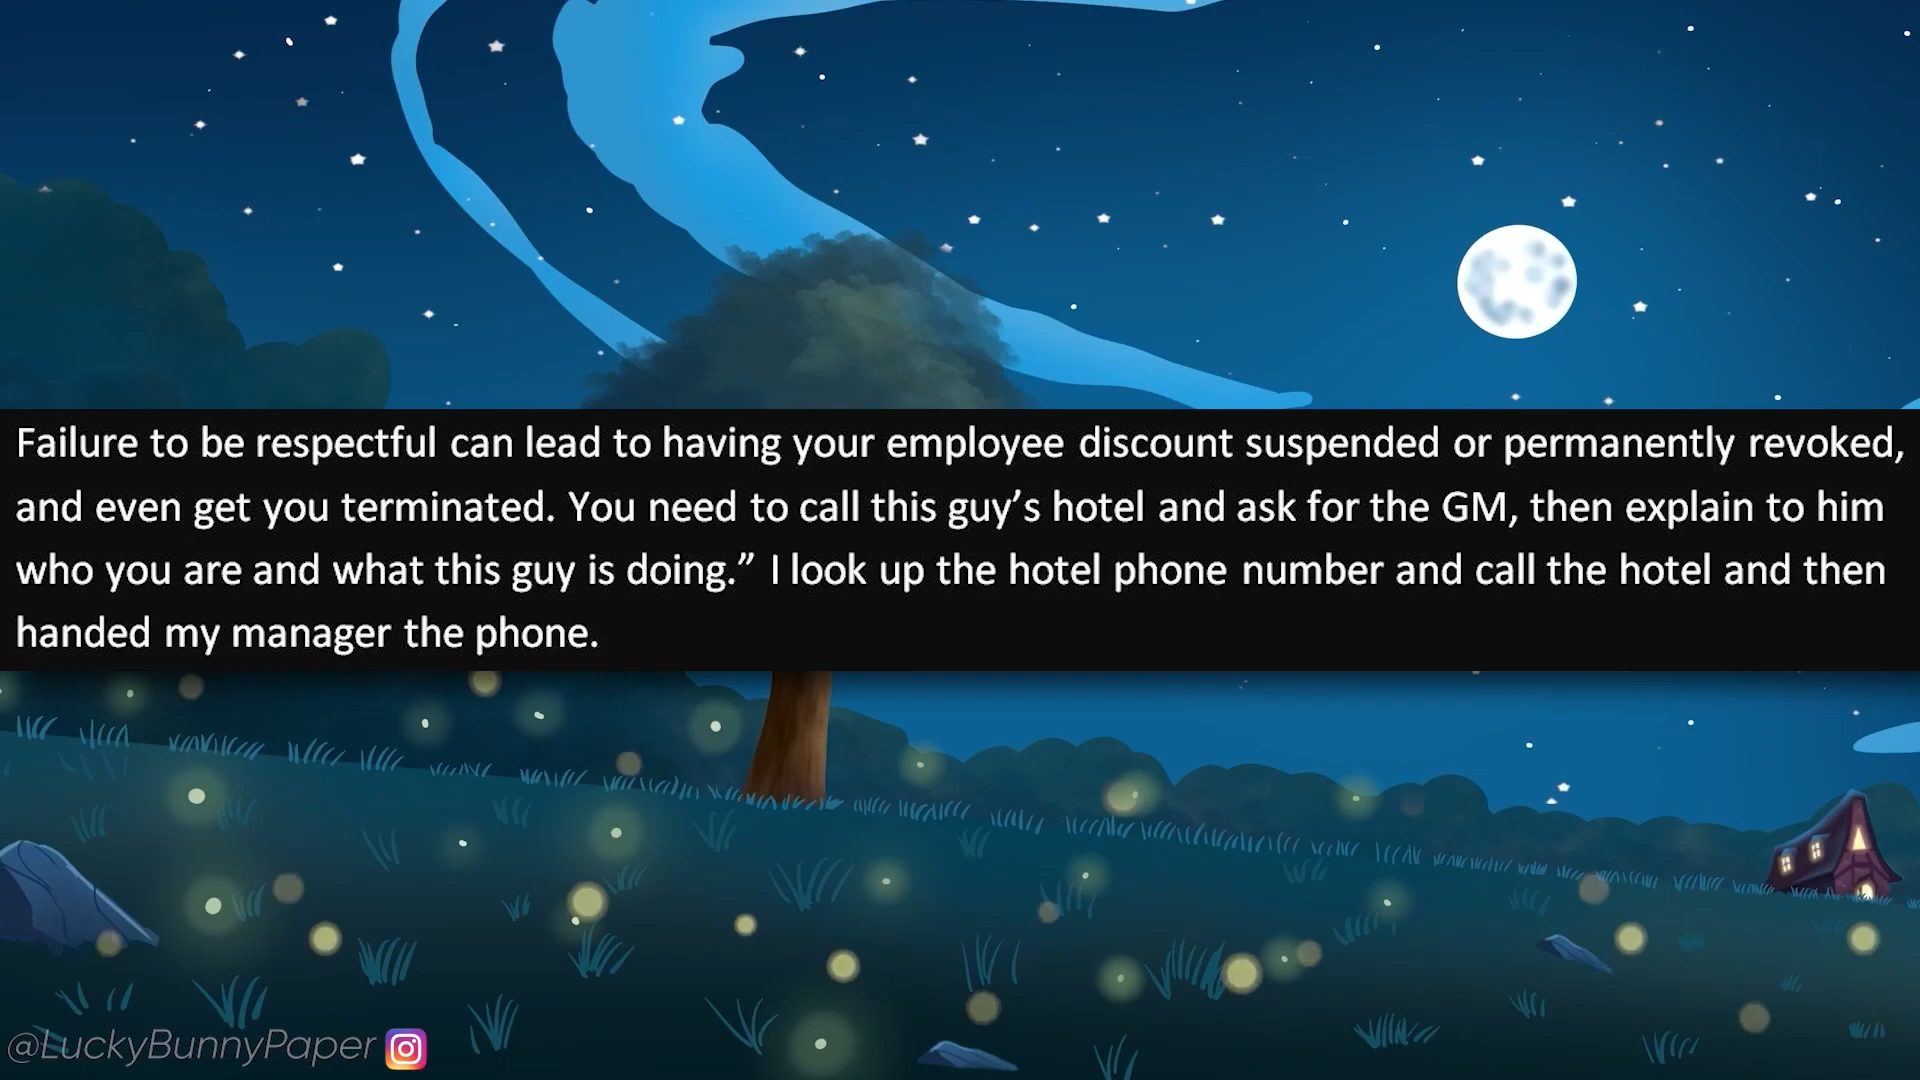 Failure to be respectful can lead to having your employee discount suspended or permanently revoked,
and even get you terminated. You need to call this guy’s hotel and ask for the GM, then explain to him
who you are and what this guy is doing.” I look up the hotel phone number and call the hotel and then
handed my manager the phone.
@LuckyBunnyPaper